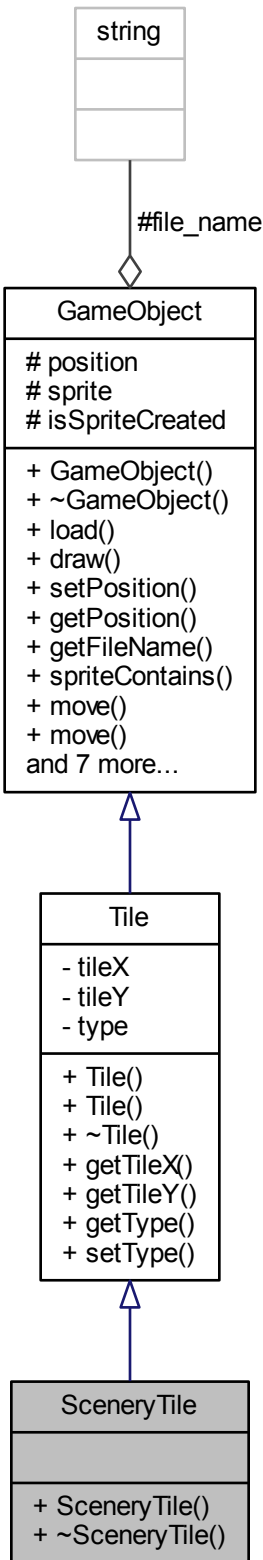 string
#file_name
GameObject
# position
# sprite
# isSpriteCreated
+ GameObject()
+ ~GameObject()
+ load()
+ draw()
+ setPosition()
+ getPosition()
+ getFileName()
+ spriteContains()
+ move()
+ move()
and 7 more...
Tile
- tileX
- tileY
- type
+ Tile()
+ Tile()
+ ~Tile()
+ getTileX()
+ getTileY()
+ getType()
+ setType()
SceneryTile
+ SceneryTile()
+ ~SceneryTile()